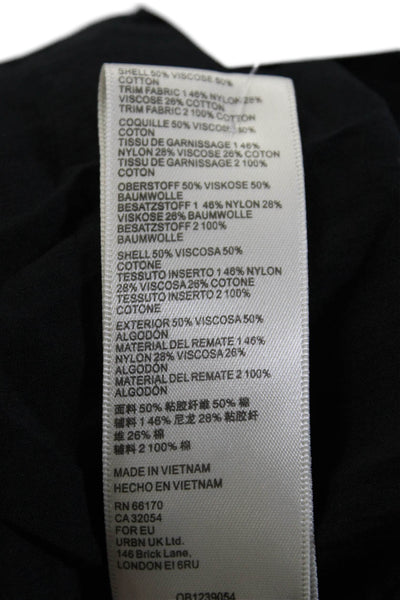 SHELL 50% VISCOSE 50%
COTTON
TRIM FABRIC 1 46% NYLON 28%
VISCOSE 26% COTTON
TRIM FABRIC 2 100% COTTON
COQUILLE 50% VISCOSE 50%
COTON
TISSU DE GARNISSAGE 1 46%
NYLON 28% VISCOSE 26% COTON
TISSU DE GARNISSAGE 2 100%
COTON
OBERSTOFF 50% VISKOSE 50%
BAUMWOLLE
BESATZSTOFF 1 46% NYLON 28%
VISKOSE 26% BAUMWOLLE
BESATZSTOFF 2 100%
BAUMWOLLE
SHELL 50% VISCOSA 50%
COTONE
TESSUTO INSERTO 1 46% NYLON
28% VISCOSA 26% COTONE
TESSUTO INSERTO 2 100%
COTONE
EXTERIOR 50% VISCOSA 50%
ALGODÓN
MATERIAL DEL REMATE 1 46%
NYLON 28% VISCOSA 26%
ALGODÓN
MATERIAL DEL REMATE 2 100%
ALGODÓN
面料 50% 粘胶纤维 50% 棉
辅料 1 46% 尼龙 28% 粘胶纤
维 26% 棉
辅料 2 100% 棉
MADE IN VIETNAM
HECHO EN VIETNAM
RN 66170
CA 32054
FOR EU
URBN UK Ltd.
146 Brick Lane,
LONDON E1 6RU
OB1239054